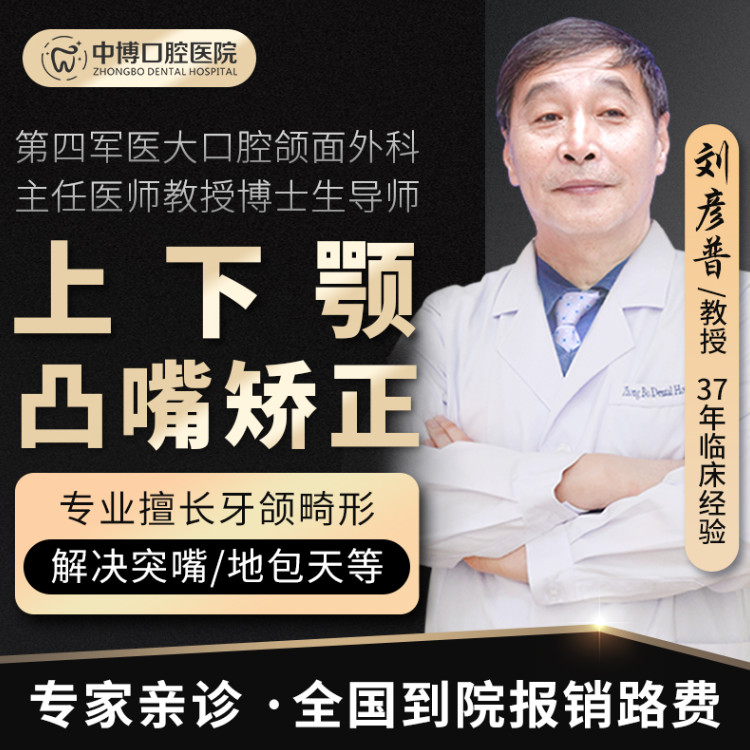 中博口腔医院
ZHONGBO DENTAL HOSPITAL
第四军医大口腔颌面外科
主任医师教授博士生导师
上下颚
凸嘴矫正
专业擅长牙颌畸形
解决突嘴/地包天等
刘彦普/教授 37年临床经验
Zhong Bo Dental Ho
专家亲诊·全国到院报销路费